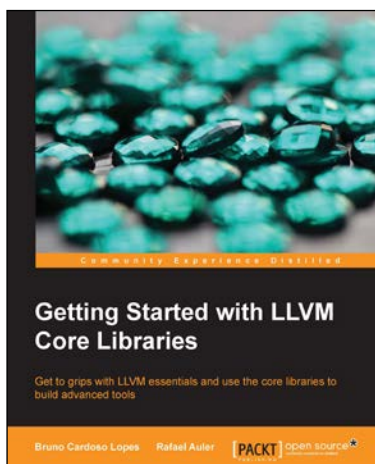 Community Experience Distilled
Getting Started with LLVM
Core Libraries
Get to grips with LLVM essentials and use the core libraries to
build advanced tools
Bruno Cardoso Lopes Rafael Auler [PACKT] open source*
PUBLISHING